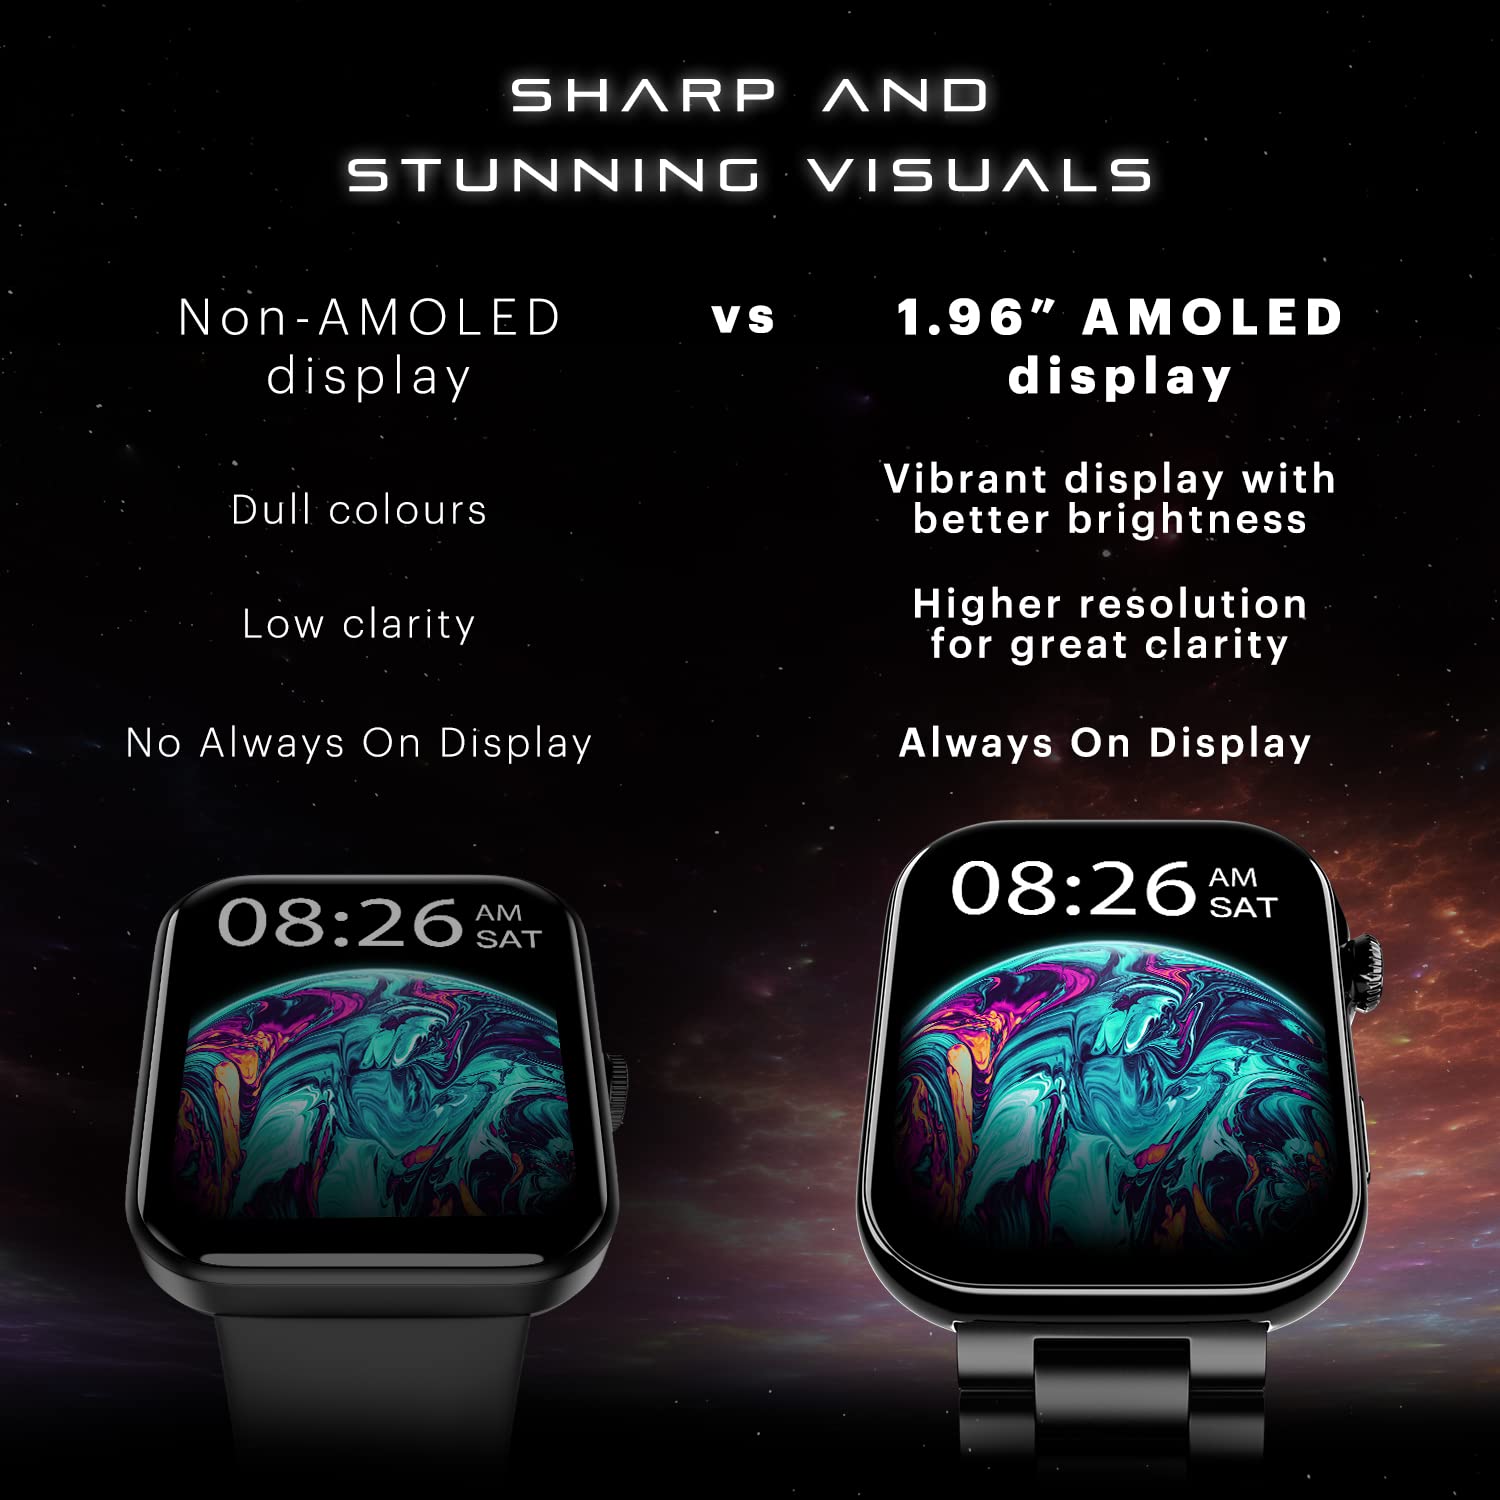 SHARP AND
STUNNING VISUALS
Non-AMOLED
display
vs
1.96” AMOLED
display
Dull colours
Low clarity
No Always On Display
Vibrant display with
better brightness
Higher resolution
for great clarity
Always On Display
08:26 AM
SAT
08:26 AM
SAT